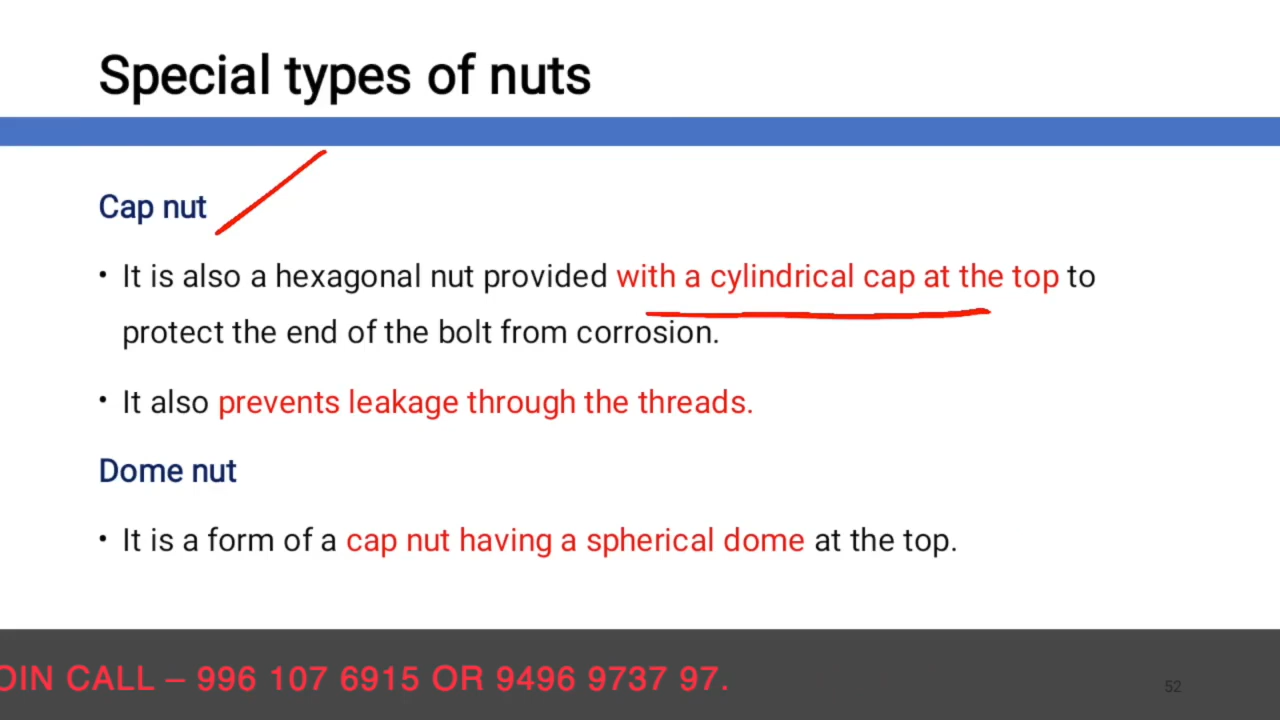 Special types of nuts
Cap nut
• It is also a hexagonal nut provided with a cylindrical cap at the top to
protect the end of the bolt from corrosion.
• It also prevents leakage through the threads.
Dome nut
• It is a form of a cap nut having a spherical dome at the top.
OIN CALL – 996 107 6915 OR 9496 9737 97.
52